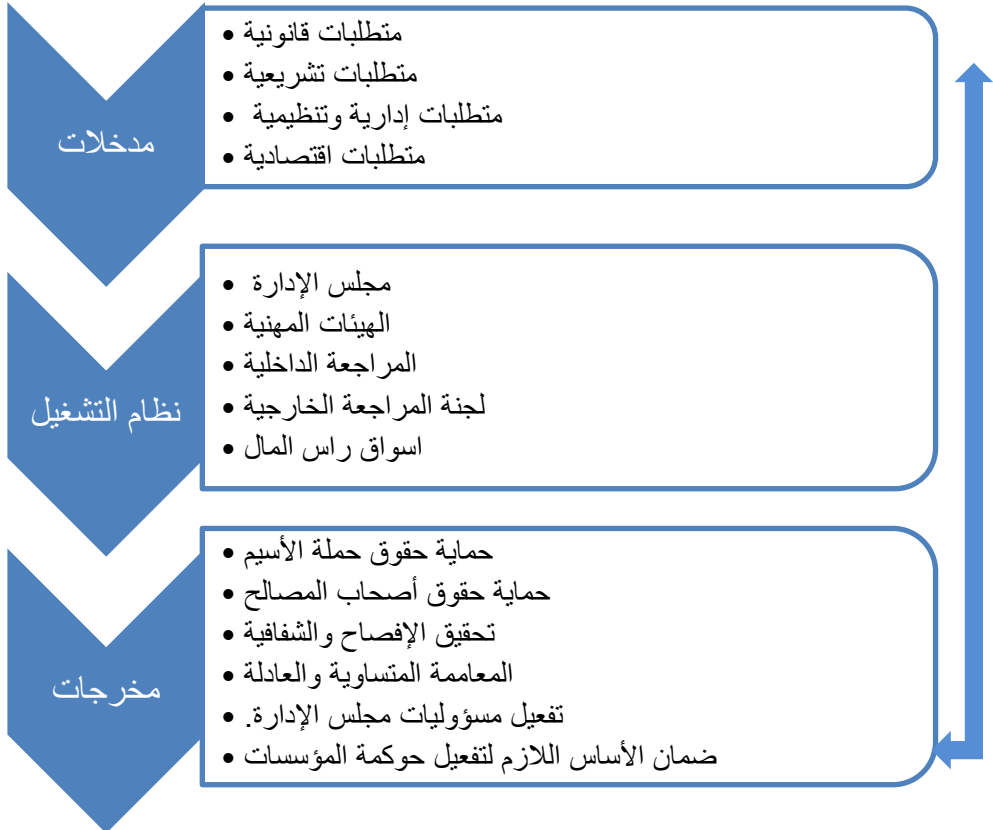 مدخلات
• متطلبات قانونية
• متطلبات تشريعية
• متطلبات إدارية وتنظيمية
• متطلبات اقتصادية
نظام التشغيل
• مجلس الإدارة
• الهيئات المهنية
• المراجعة الداخلية
• لجنة المراجعة الخارجية
• اسواق راس المال
مخرجات
• حماية حقوق حملة الأسيم
• حماية حقوق أصحاب المصالح
• تحقيق الإفصاح والشفافية
• المعاممة المتساوية والعادلة
• تفعيل مسؤوليات مجلس الإدارة.
• ضمان الأساس اللازم لتفعيل حوكمة المؤسسات